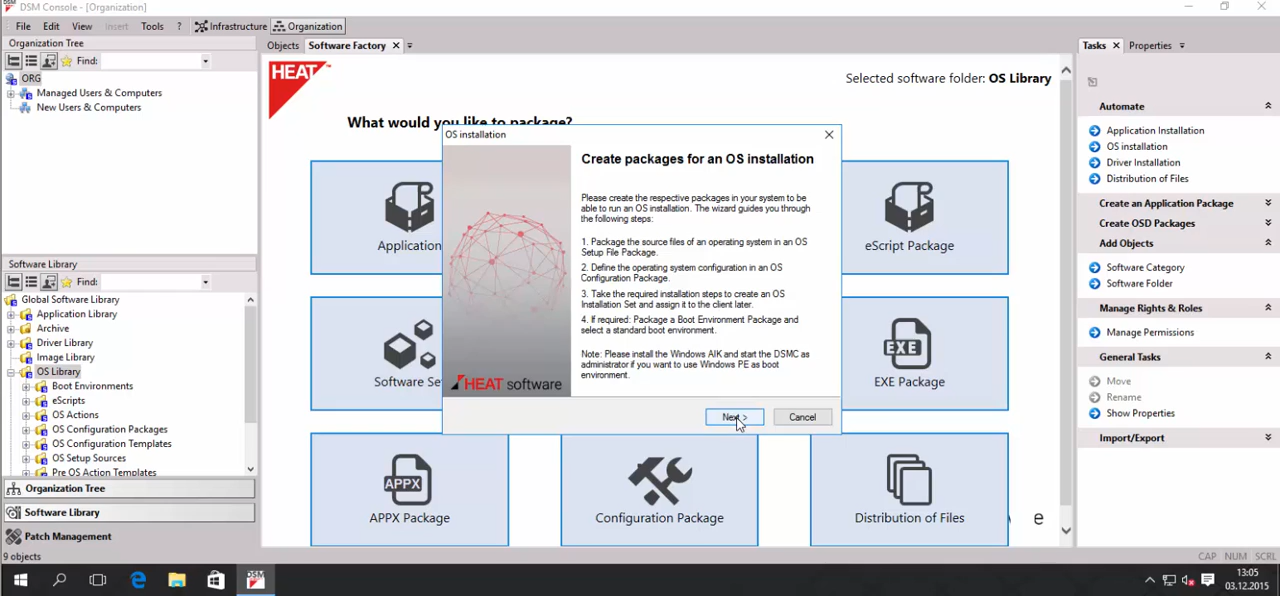 DSM Console - [Organization]
File Edit View Insert Tools ? Infrastructure Organization
Organization Tree
Find:
ORG
Managed Users & Computers
New Users & Computers
Software Library
Find:
Global Software Library
Application Library
Archive
Driver Library
Image Library
OS Library
Boot Environments
eScripts
OS Actions
OS Configuration Packages
OS Configuration Templates
OS Setup Sources
Pre OS Action Templates
Organization Tree
Software Library
Patch Management
9 objects
Objects Software Factory
HEAT™
Selected software folder: OS Library
What would you like to package?
Application
eScript Package
Software Se
EXE
EXE Package
APPX
APPX Package
Configuration Package
Distribution of Files
e
OS installation
Create packages for an OS installation
Please create the respective packages in your system to be
able to run an OS installation. The wizard guides you through
the following steps:
1. Package the source files of an operating system in an OS
Setup File Package.
2. Define the operating system configuration in an OS
Configuration Package.
3. Take the required installation steps to create an OS
Installation Set and assign it to the client later.
4. If required: Package a Boot Environment Package and
select a standard boot environment.
Note: Please install the Windows AIK and start the DSMC as
administrator if you want to use Windows PE as boot
environment.
HEAT software
Next >
Cancel
Tasks Properties
Automate
Application Installation
OS installation
Driver Installation
Distribution of Files
Create an Application Package
Create OSD Packages
Add Objects
Software Category
Software Folder
Manage Rights & Roles
Manage Permissions
General Tasks
Move
Rename
Show Properties
Import/Export
CAP NUM SCRL
DSM
13:05
03.12.2015